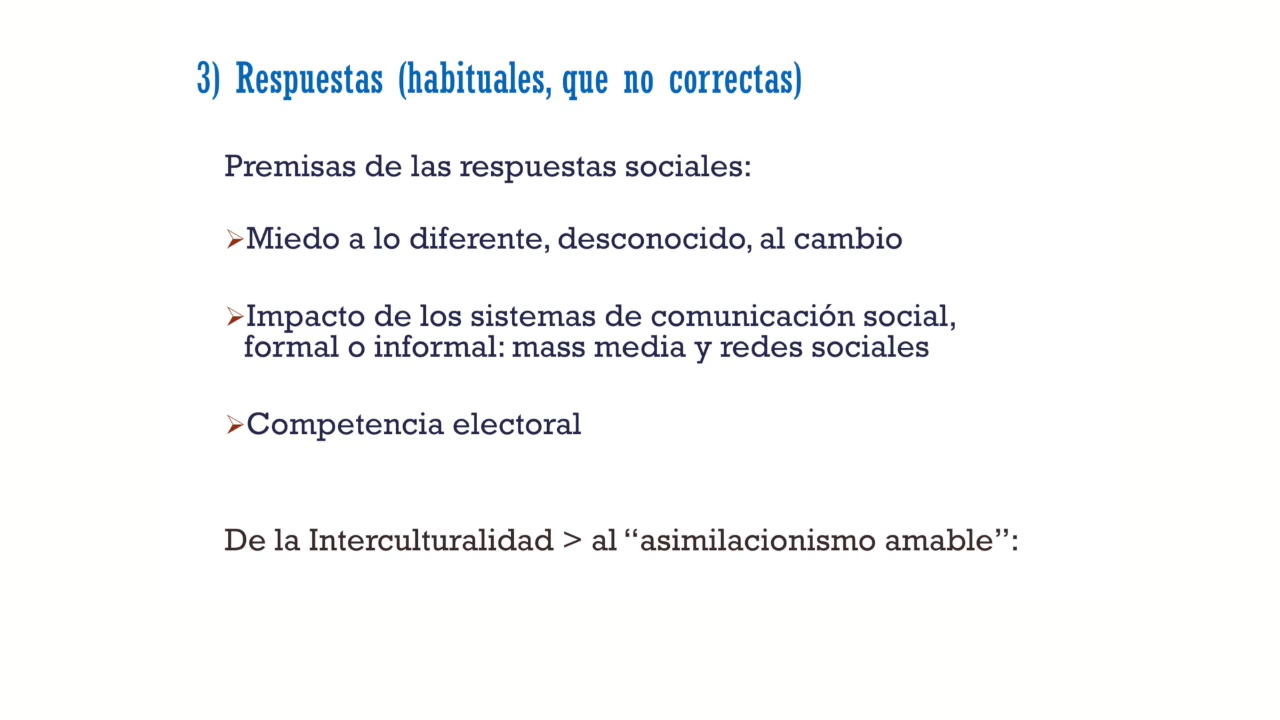 3) Respuestas (habituales, que no correctas)
Premisas de las respuestas sociales:
➢Miedo a lo diferente, desconocido, al cambio
➢Impacto de los sistemas de comunicación social,
formal o informal: mass media y redes sociales
➢Competencia electoral
De la Interculturalidad > al “asimilacionismo amable”: